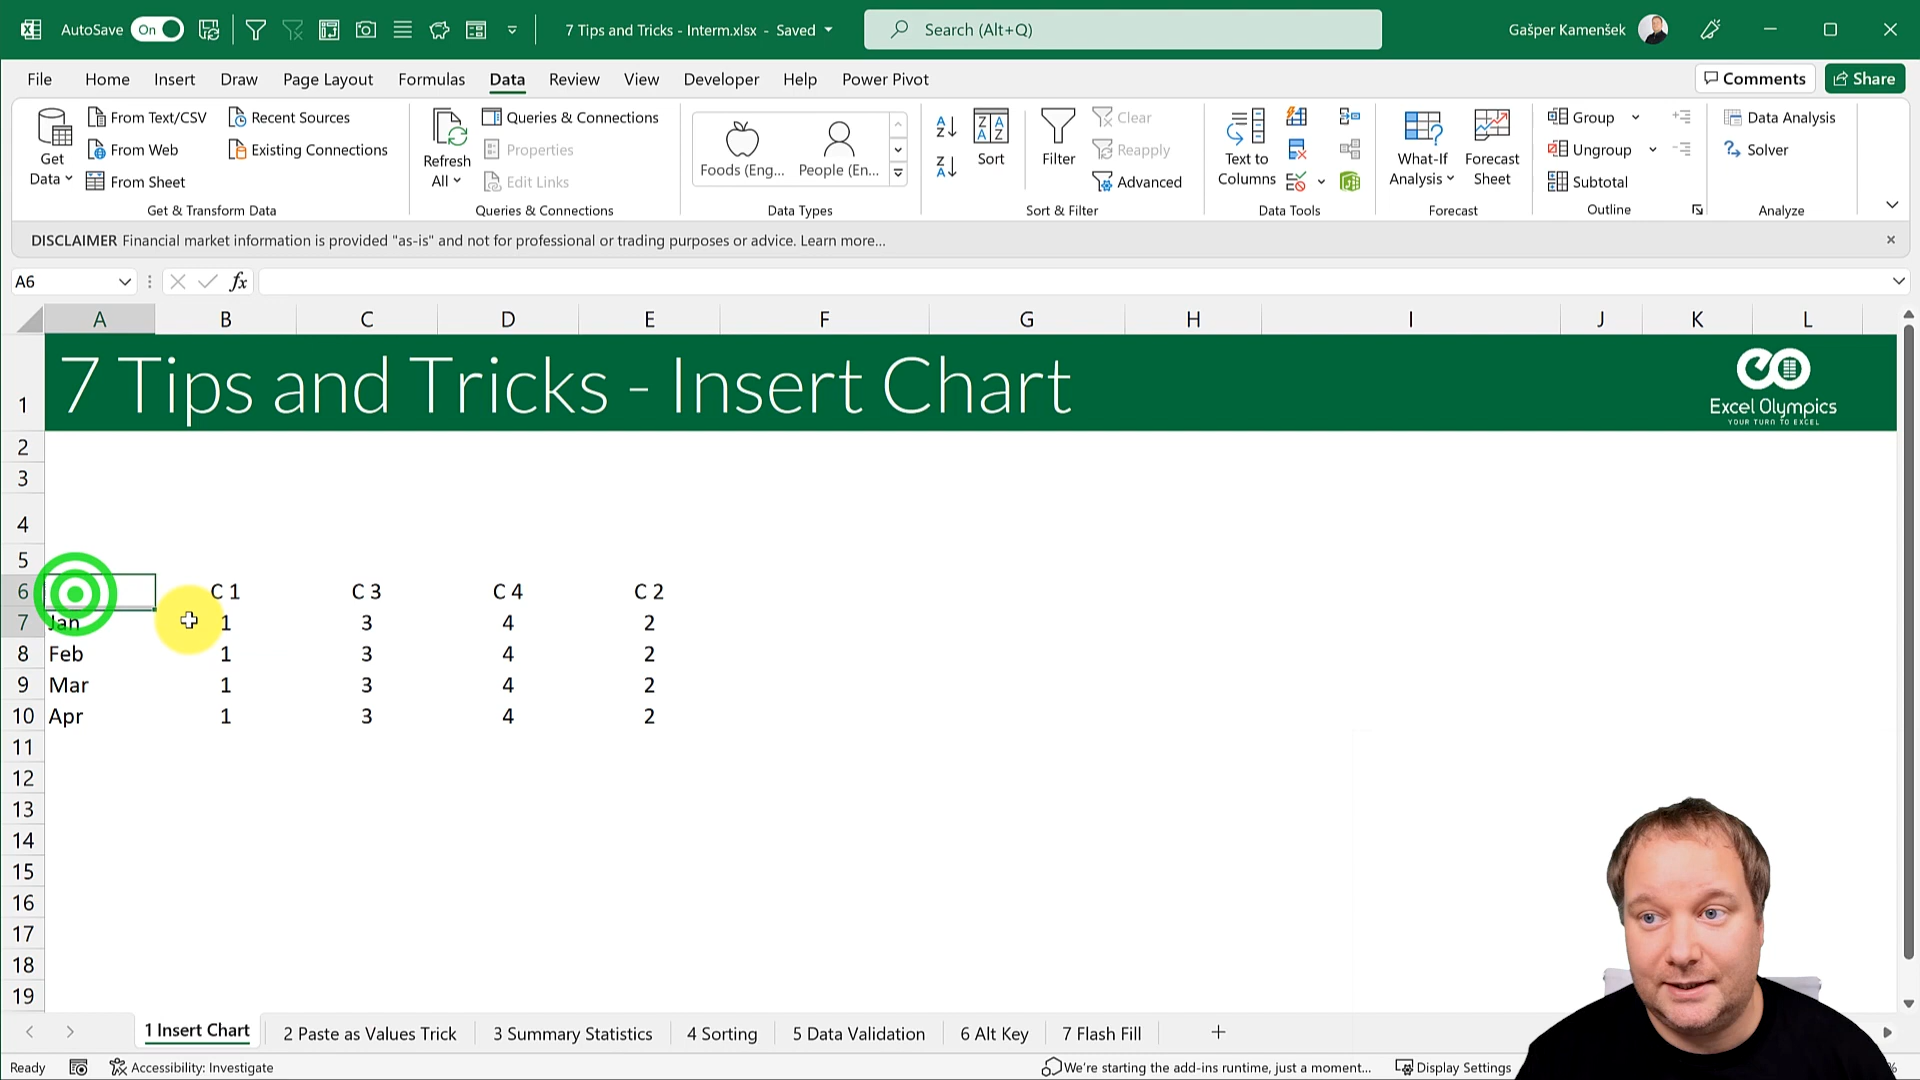 AutoSave On 7 Tips and Tricks - Interm.xlsx - Saved Search (Alt+Q) Gašper Kamenšek
File Home Insert Draw Page Layout Formulas Data Review View Developer Help Power Pivot Comments Share
Get Data
From Text/CSV
From Web
From Sheet
Recent Sources
Existing Connections
Get & Transform Data
Refresh All
Queries & Connections
Properties
Edit Links
Queries & Connections
Foods (Eng...
People (En...
Data Types
Sort
Filter
Clear
Reapply
Advanced
Sort & Filter
Text to Columns
Data Tools
What-If Analysis
Forecast Sheet
Forecast
Group
Ungroup
Subtotal
Outline
Data Analysis
Solver
Analyze
DISCLAIMER Financial market information is provided "as-is" and not for professional or trading purposes or advice. Learn more...
A6 fx
A B C D E F G H I J K L
1 7 Tips and Tricks - Insert Chart
Excel Olympics
YOUR TURN TO EXCEL
2
3
4
5
6 C 1 C 3 C 4 C 2
7 Jan 1 3 4 2
8 Feb 1 3 4 2
9 Mar 1 3 4 2
10 Apr 1 3 4 2
11
12
13
14
15
16
17
18
19
1 Insert Chart 2 Paste as Values Trick 3 Summary Statistics 4 Sorting 5 Data Validation 6 Alt Key 7 Flash Fill
Ready Accessibility: Investigate We're starting the add-ins runtime, just a moment... Display Settings %